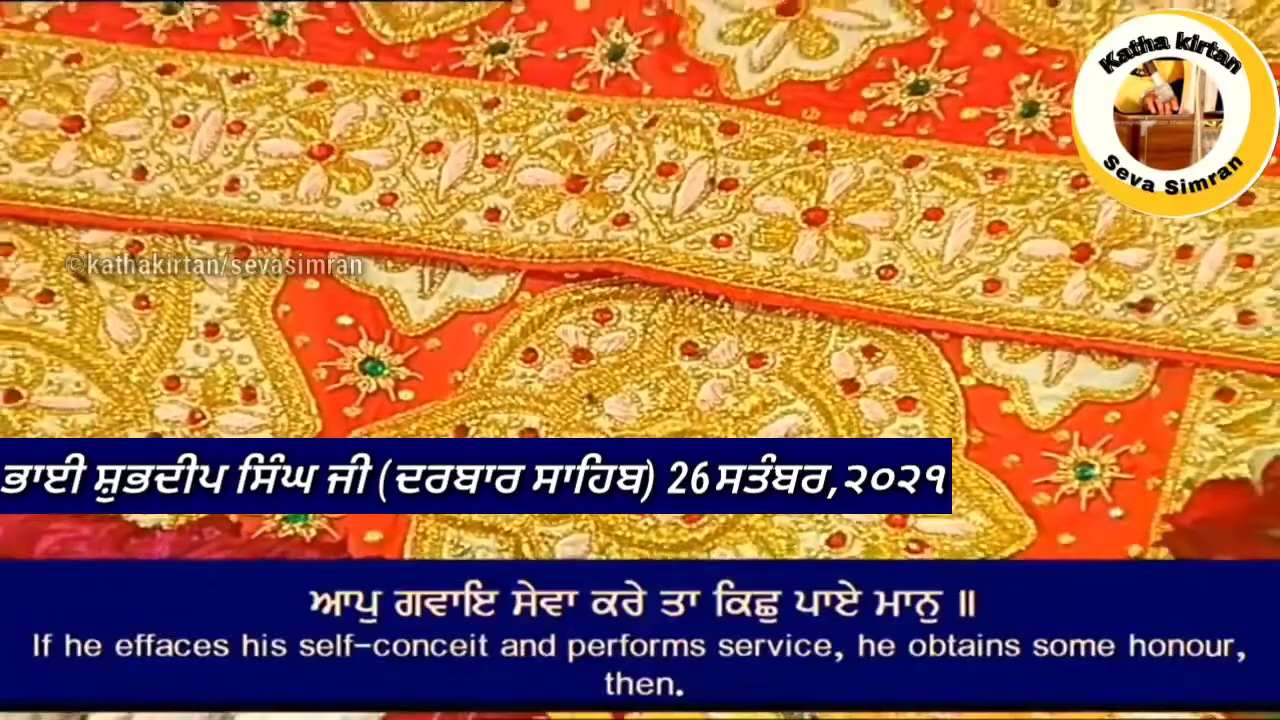 Katha kirtan
Seva Simran
©kathakirtan/sevasimran
ਭਾਈ ਸ਼ੁਭਦੀਪ ਸਿੰਘ ਜੀ (ਦਰਬਾਰ ਸਾਹਿਬ) 26 ਸਤੰਬਰ,੨੦੨੧
ਆਪੁ ਗਵਾਇ ਸੇਵਾ ਕਰੇ ਤਾ ਕਿਛੁ ਪਾਏ ਮਾਨੁ ॥
If he effaces his self-conceit and performs service, he obtains some honour,
then.